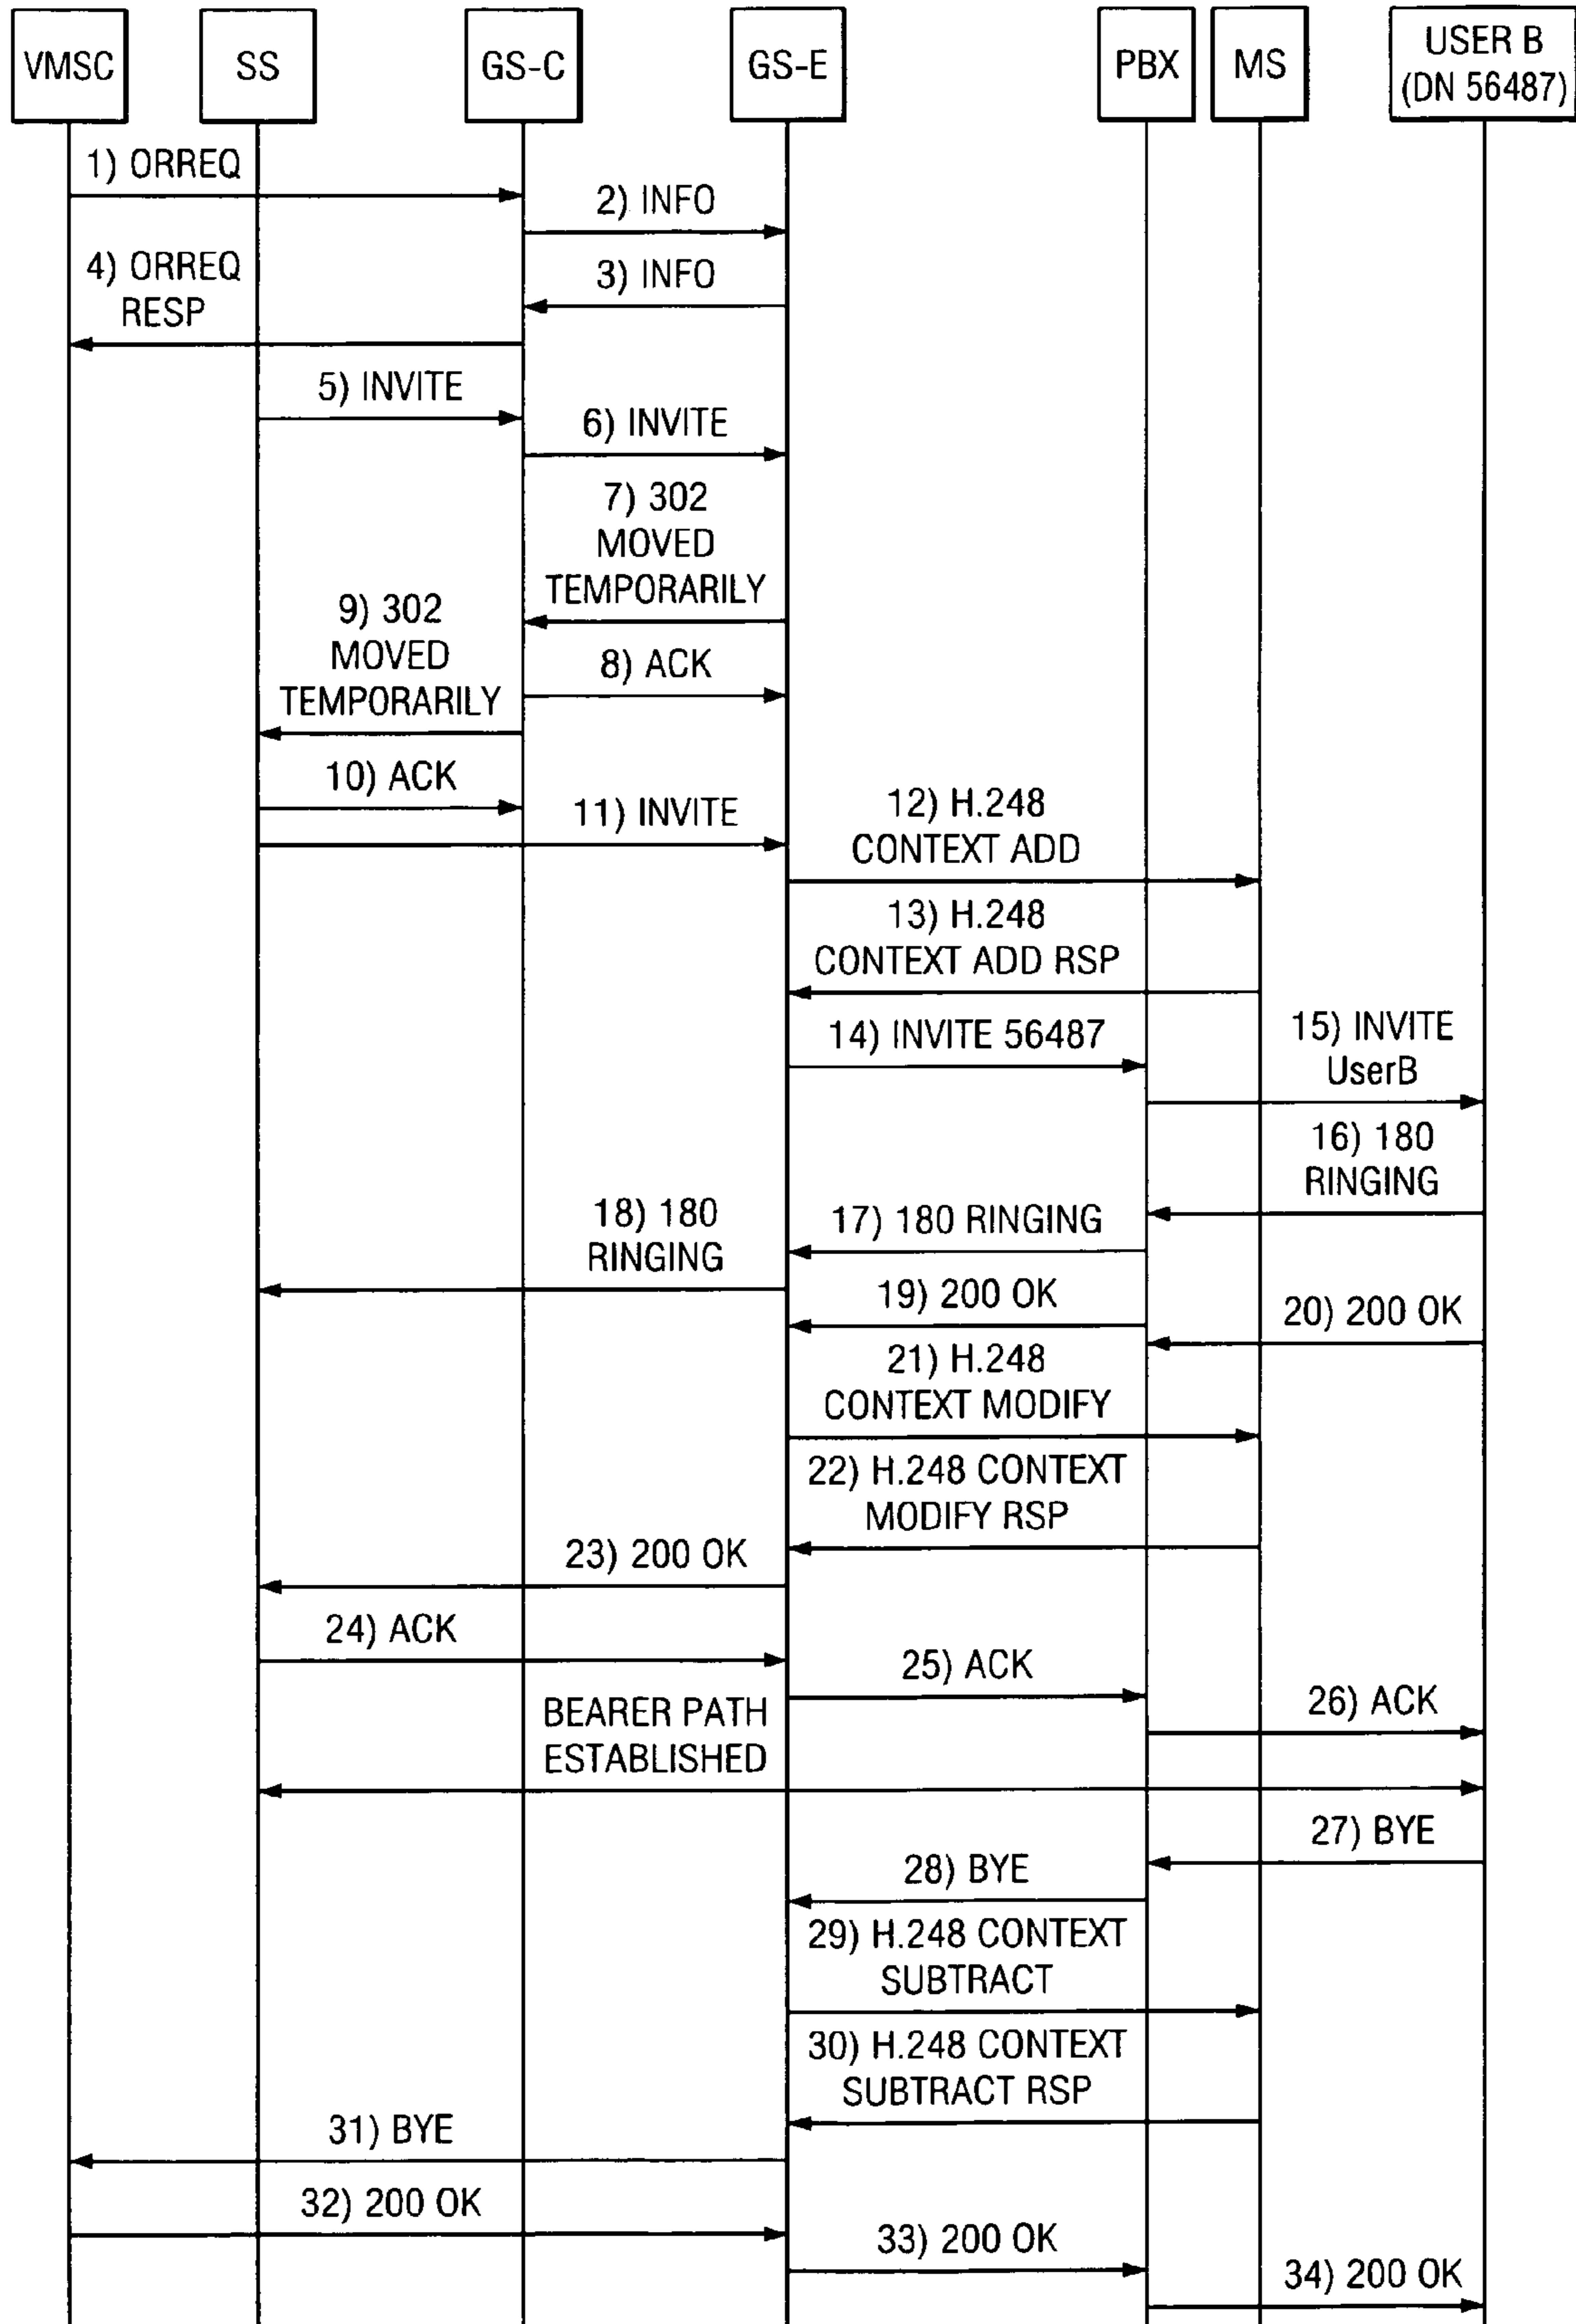 VMSC
SS
GS-C
GS-E
PBX
MS
USER B
(DN 56487)
1) ORREQ
2) INFO
4) ORREQ
RESP
3) INFO
5) INVITE
6) INVITE
7) 302
MOVED
TEMPORARILY
9) 302
MOVED
TEMPORARILY
8) ACK
10) ACK
11) INVITE
12) H.248
CONTEXT ADD
13) H.248
CONTEXT ADD RSP
14) INVITE 56487
15) INVITE
UserB
16) 180
RINGING
18) 180
RINGING
17) 180 RINGING
19) 200 OK
20) 200 OK
21) H.248
CONTEXT MODIFY
22) H.248 CONTEXT
MODIFY RSP
23) 200 OK
24) ACK
25) ACK
26) ACK
BEARER PATH
ESTABLISHED
27) BYE
28) BYE
29) H.248 CONTEXT
SUBTRACT
30) H.248 CONTEXT
SUBTRACT RSP
31) BYE
32) 200 OK
33) 200 OK
34) 200 OK